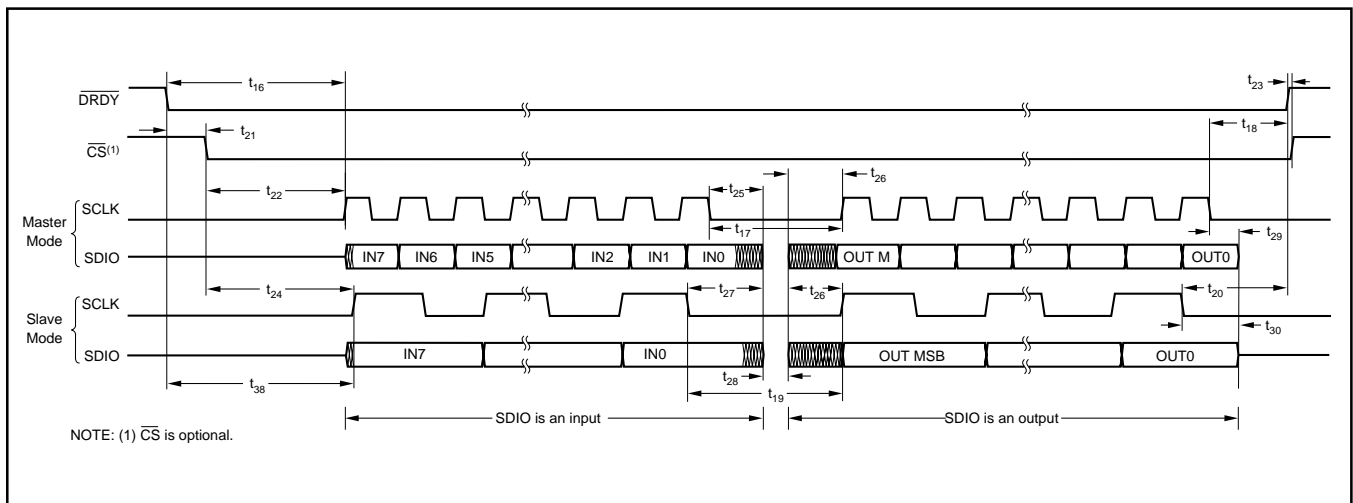 t16
t23
DRDY
t21
t18
CS(1)
t22
t25
t26
SCLK
Master
Mode
t17
t29
SDIO
IN7 IN6 IN5 IN2 IN1 IN0 OUT M OUT0
t24
t27
t26
t20
SCLK
Slave
Mode
t30
SDIO
IN7 IN0 OUT MSB OUT0
t28
t38
t19
SDIO is an input
SDIO is an output
NOTE: (1) CS is optional.